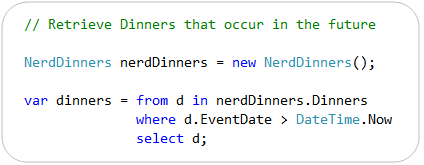 // Retrieve Dinners that occur in the future
NerdDinners nerdDinners = new NerdDinners();
var dinners = from d in nerdDinners.Dinners
where d.EventDate > DateTime.Now
select d;